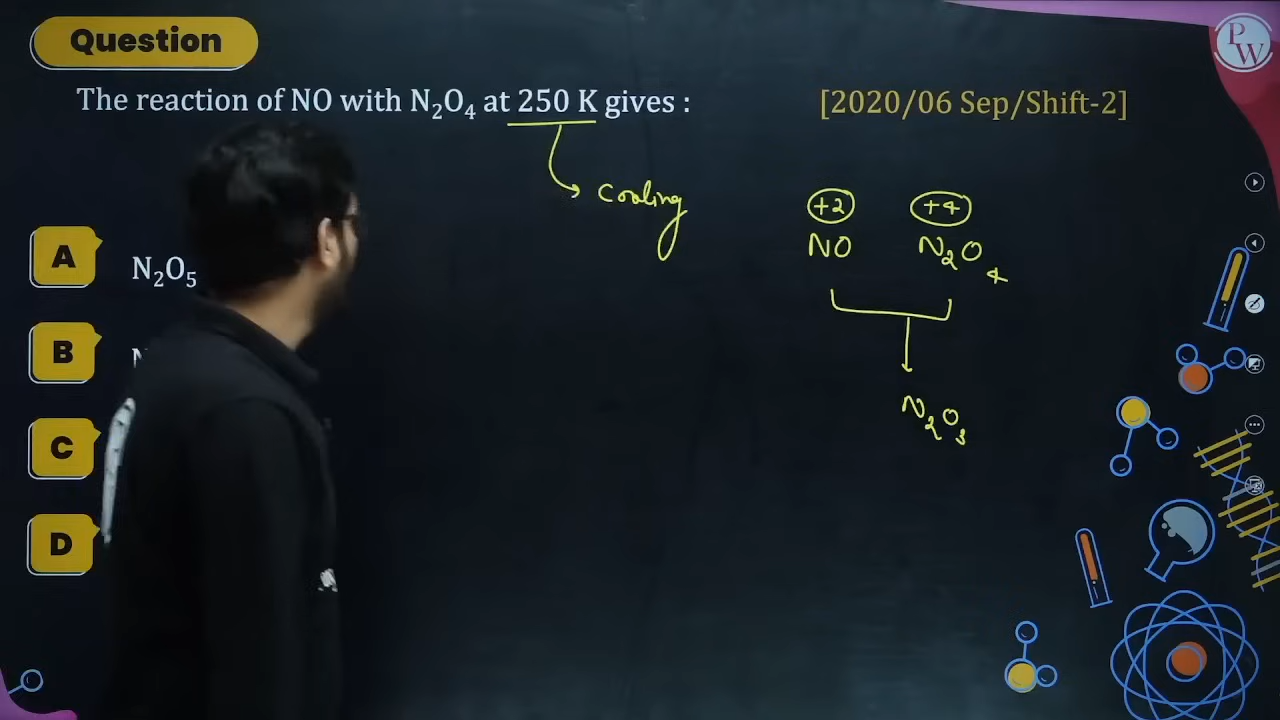 Question
PW
The reaction of NO with N₂O₄ at 250 K gives :
[2020/06 Sep/Shift-2]
Cooling
+2 +4
NO N₂O₄
A N₂O₅
B N
N₂O₃
C
D